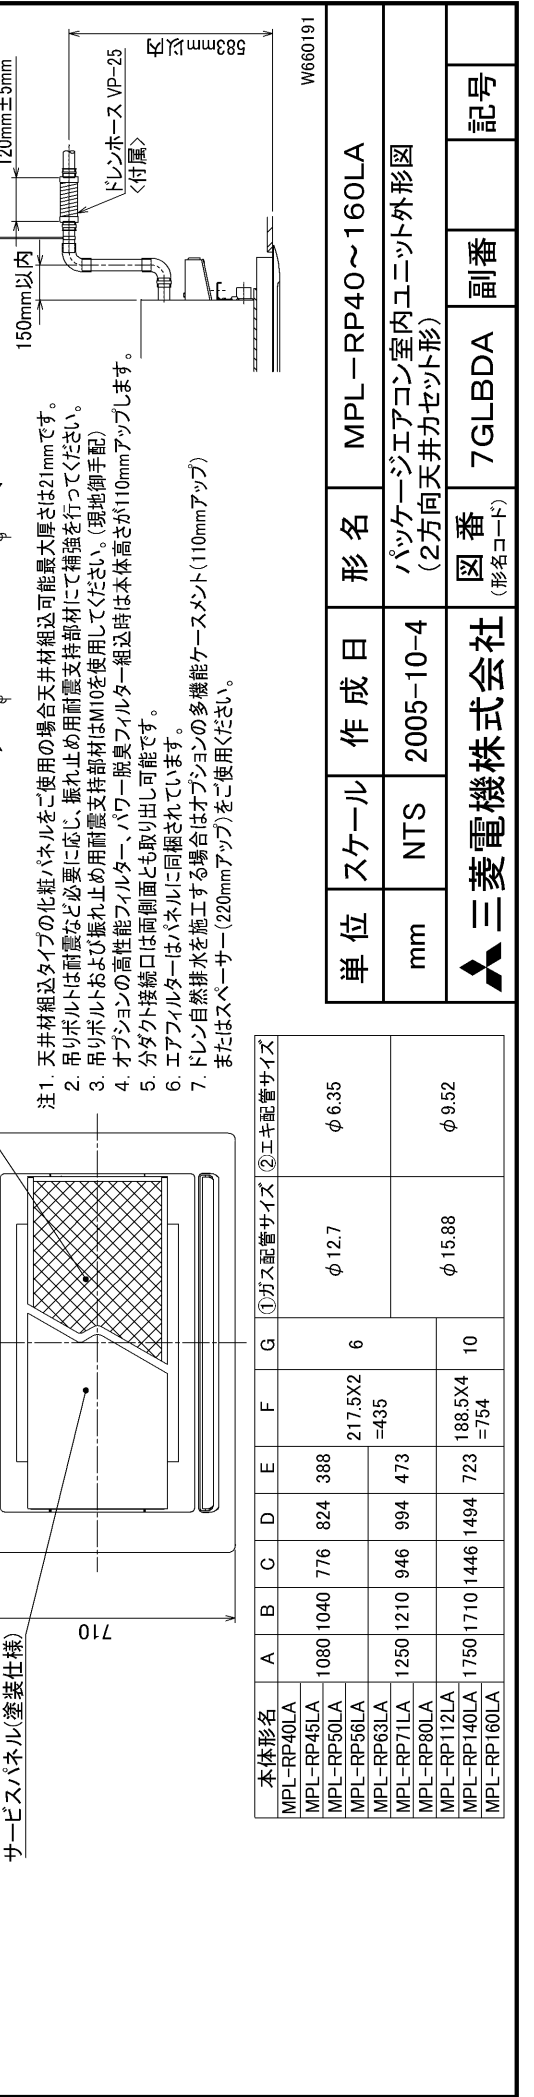 サービスパネル(塗装仕様)
710
120mm±5mm
150mm以内
583mm以内
ドレンホース VP-25
<付属>
φ
φ
W660191
注1. 天井材組込タイプの化粧パネルをご使用の場合天井材組込可能最大厚さは21mmです。
2. 吊りボルトは耐震など必要に応じ、振れ止め用耐震支持部材にて補強を行ってください。
3. 吊りボルトおよび振れ止め用耐震支持部材はM10を使用してください。(現地御手配)
4. オプションの高性能フィルター、パワー脱臭フィルター組込時は本体高さが110mmアップします。
5. 分ダクト接続口は両側面とも取り出し可能です。
6. エアフィルターはパネルに同梱されています。
7. ドレン自然排水を施工する場合はオプションの多機能ケースメント(110mmアップ)
またはスペーサー(220mmアップ)をご使用ください。
本体形名 A B C D E F G ①ガス配管サイズ ②エキ配管サイズ
MPL-RP40LA
MPL-RP45LA
MPL-RP50LA
MPL-RP56LA
1080 1040 776 824 388
MPL-RP63LA
MPL-RP71LA
MPL-RP80LA
1250 1210 946 994 473
217.5X2
=435
6
φ12.7 φ6.35
MPL-RP112LA
MPL-RP140LA
MPL-RP160LA
1750 1710 1446 1494 723
188.5X4
=754
10
φ15.88 φ9.52
単位 スケール 作成日 形名 MPL-RP40～160LA
mm NTS 2005-10-4 パッケージエアコン室内ユニット外形図
(2方向天井カセット形)
三菱電機株式会社 図番
(形名コード)
7GLBDA 副番 記号